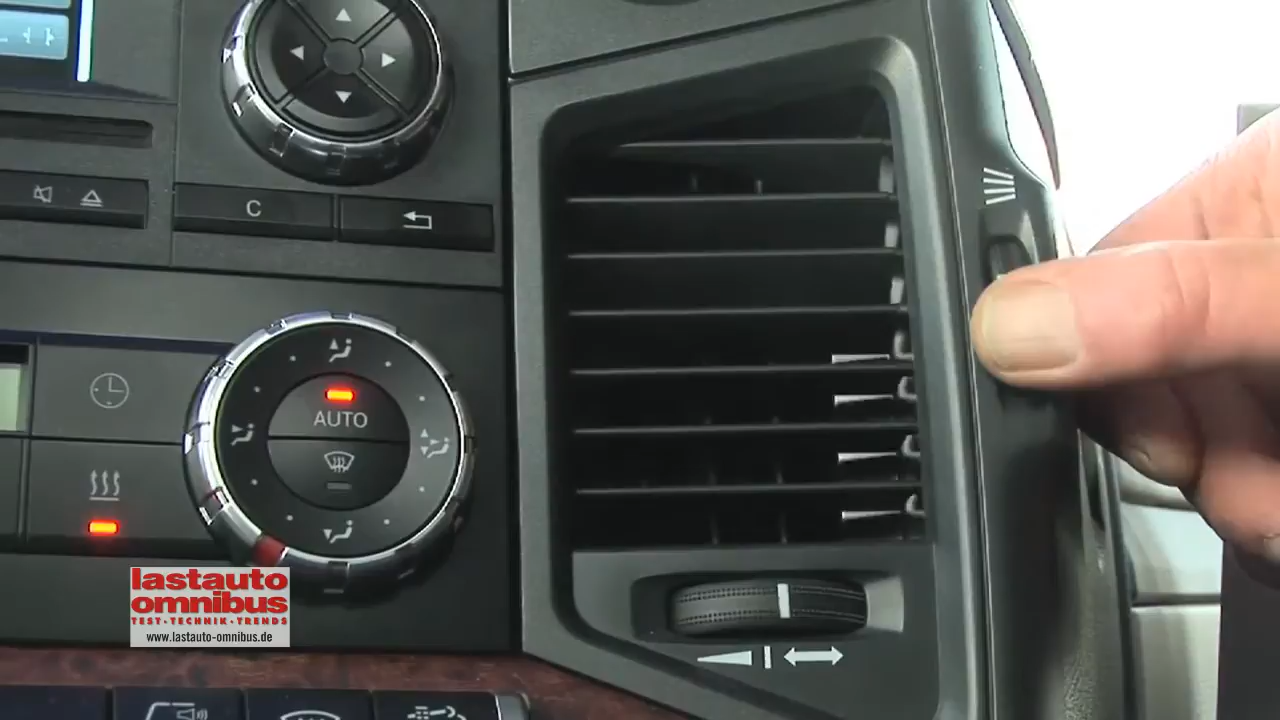 C
AUTO
lastauto
omnibus
TEST • TECHNIK • TRENDS
www.lastauto-omnibus.de